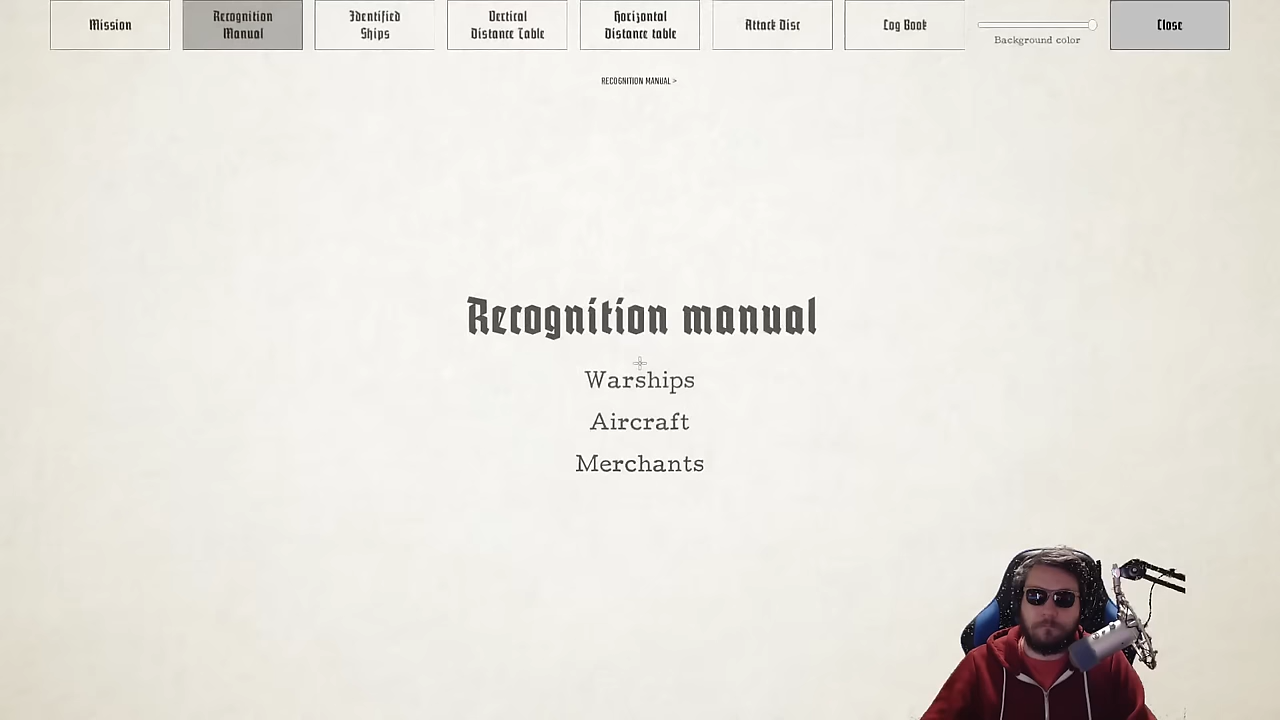 Mission
Recognition
Manual
Identified
Ships
Vertical
Distance Table
Horizontal
Distance table
Attack Disc
Log Book
Background color
Close
RECOGNITION MANUAL >
Recognition manual
Warships
Aircraft
Merchants